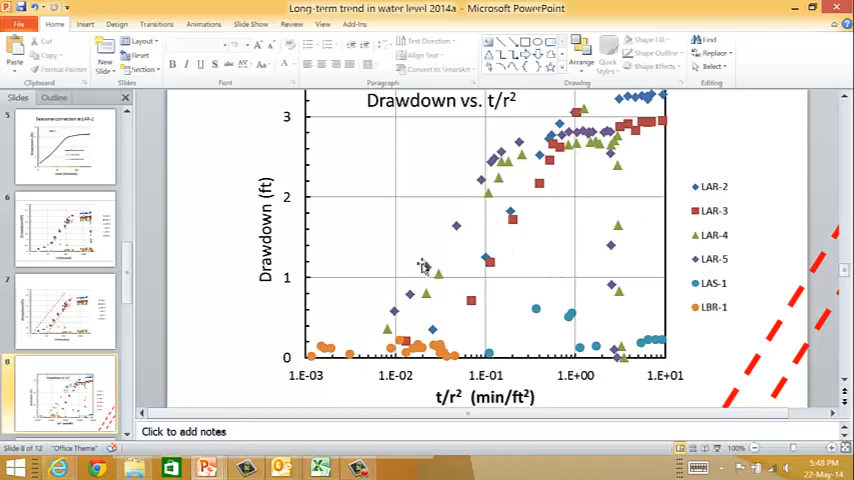 Long-term trend in water level 2014a - Microsoft PowerPoint
File Home Insert Design Transitions Animations Slide Show Review View Add-Ins
Cut
Copy
Format Painter
Paste
Clipboard
New Slide
Layout
Reset
Section
Slides
B I U S
Font
Text Direction
Align Text
Convert to SmartArt
Paragraph
Arrange
Quick Styles
Shape Fill
Shape Outline
Shape Effects
Drawing
Find
Replace
Select
Editing
Slides Outline
5
6
7
8
Drawdown vs. t/r²
Drawdown (ft)
3
2
1
0
1.E-03 1.E-02 1.E-01 1.E+00 1.E+01
t/r² (min/ft²)
LAR-2
LAR-3
LAR-4
LAR-5
LAS-1
LBR-1
Click to add notes
Slide 8 of 12 "Office Theme" 100%
5:48 PM
22-May-14